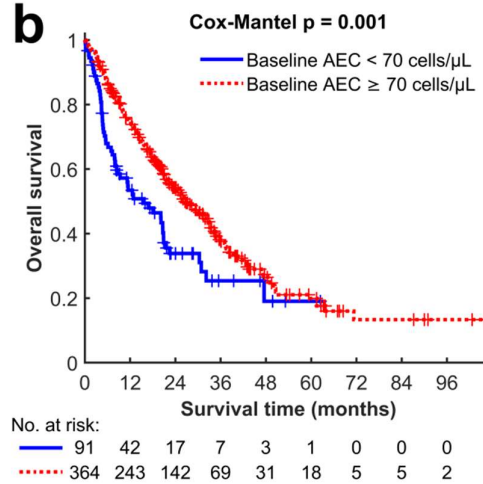 b
Cox-Mantel p = 0.001
Baseline AEC < 70 cells/µL
Baseline AEC ≥ 70 cells/µL
Overall survival
1
0.8
0.6
0.4
0.2
0
0 12 24 36 48 60 72 84 96
Survival time (months)
No. at risk:
91 42 17 7 3 1 0 0 0
364 243 142 69 31 18 5 5 2